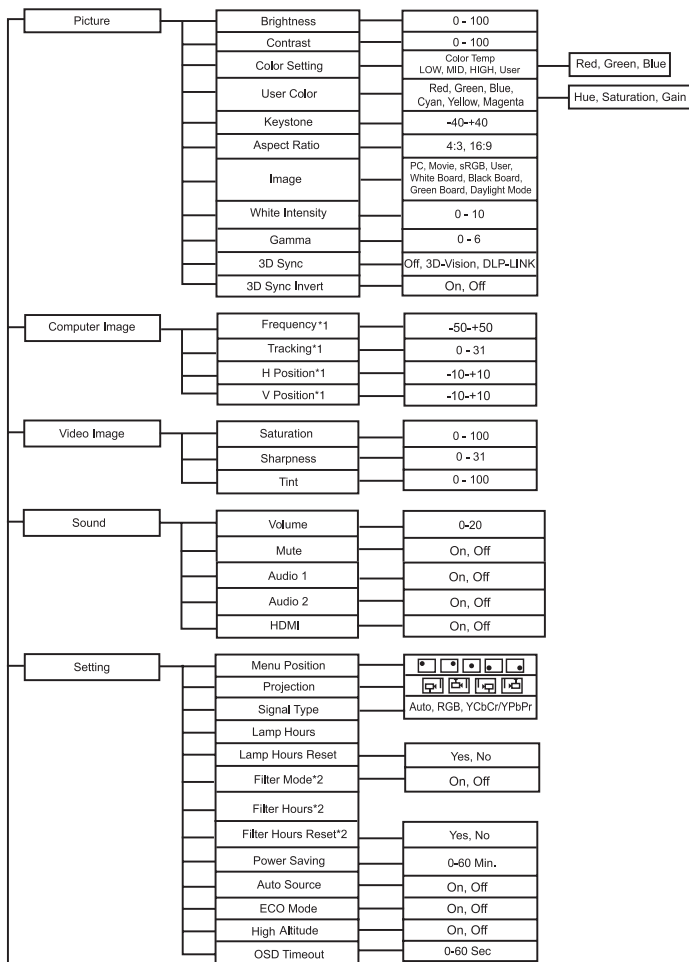 Picture
Brightness
0 - 100
Contrast
0 - 100
Color Setting
Color Temp
LOW, MID, HIGH, User
Red, Green, Blue
User Color
Red, Green, Blue,
Cyan, Yellow, Magenta
Hue, Saturation, Gain
Keystone
-40-+40
Aspect Ratio
4:3, 16:9
Image
PC, Movie, sRGB, User,
White Board, Black Board,
Green Board, Daylight Mode
White Intensity
0 - 10
Gamma
0 - 6
3D Sync
Off, 3D-Vision, DLP-LINK
3D Sync Invert
On, Off
Computer Image
Frequency*1
-50-+50
Tracking*1
0 - 31
H Position*1
-10-+10
V Position*1
-10-+10
Video Image
Saturation
0 - 100
Sharpness
0 - 31
Tint
0 - 100
Sound
Volume
0-20
Mute
On, Off
Audio 1
On, Off
Audio 2
On, Off
HDMI
On, Off
Setting
Menu Position
Projection
Signal Type
Auto, RGB, YCbCr/YPbPr
Lamp Hours
Lamp Hours Reset
Yes, No
Filter Mode*2
On, Off
Filter Hours*2
Filter Hours Reset*2
Yes, No
Power Saving
0-60 Min.
Auto Source
On, Off
ECO Mode
On, Off
High Altitude
On, Off
OSD Timeout
0-60 Sec